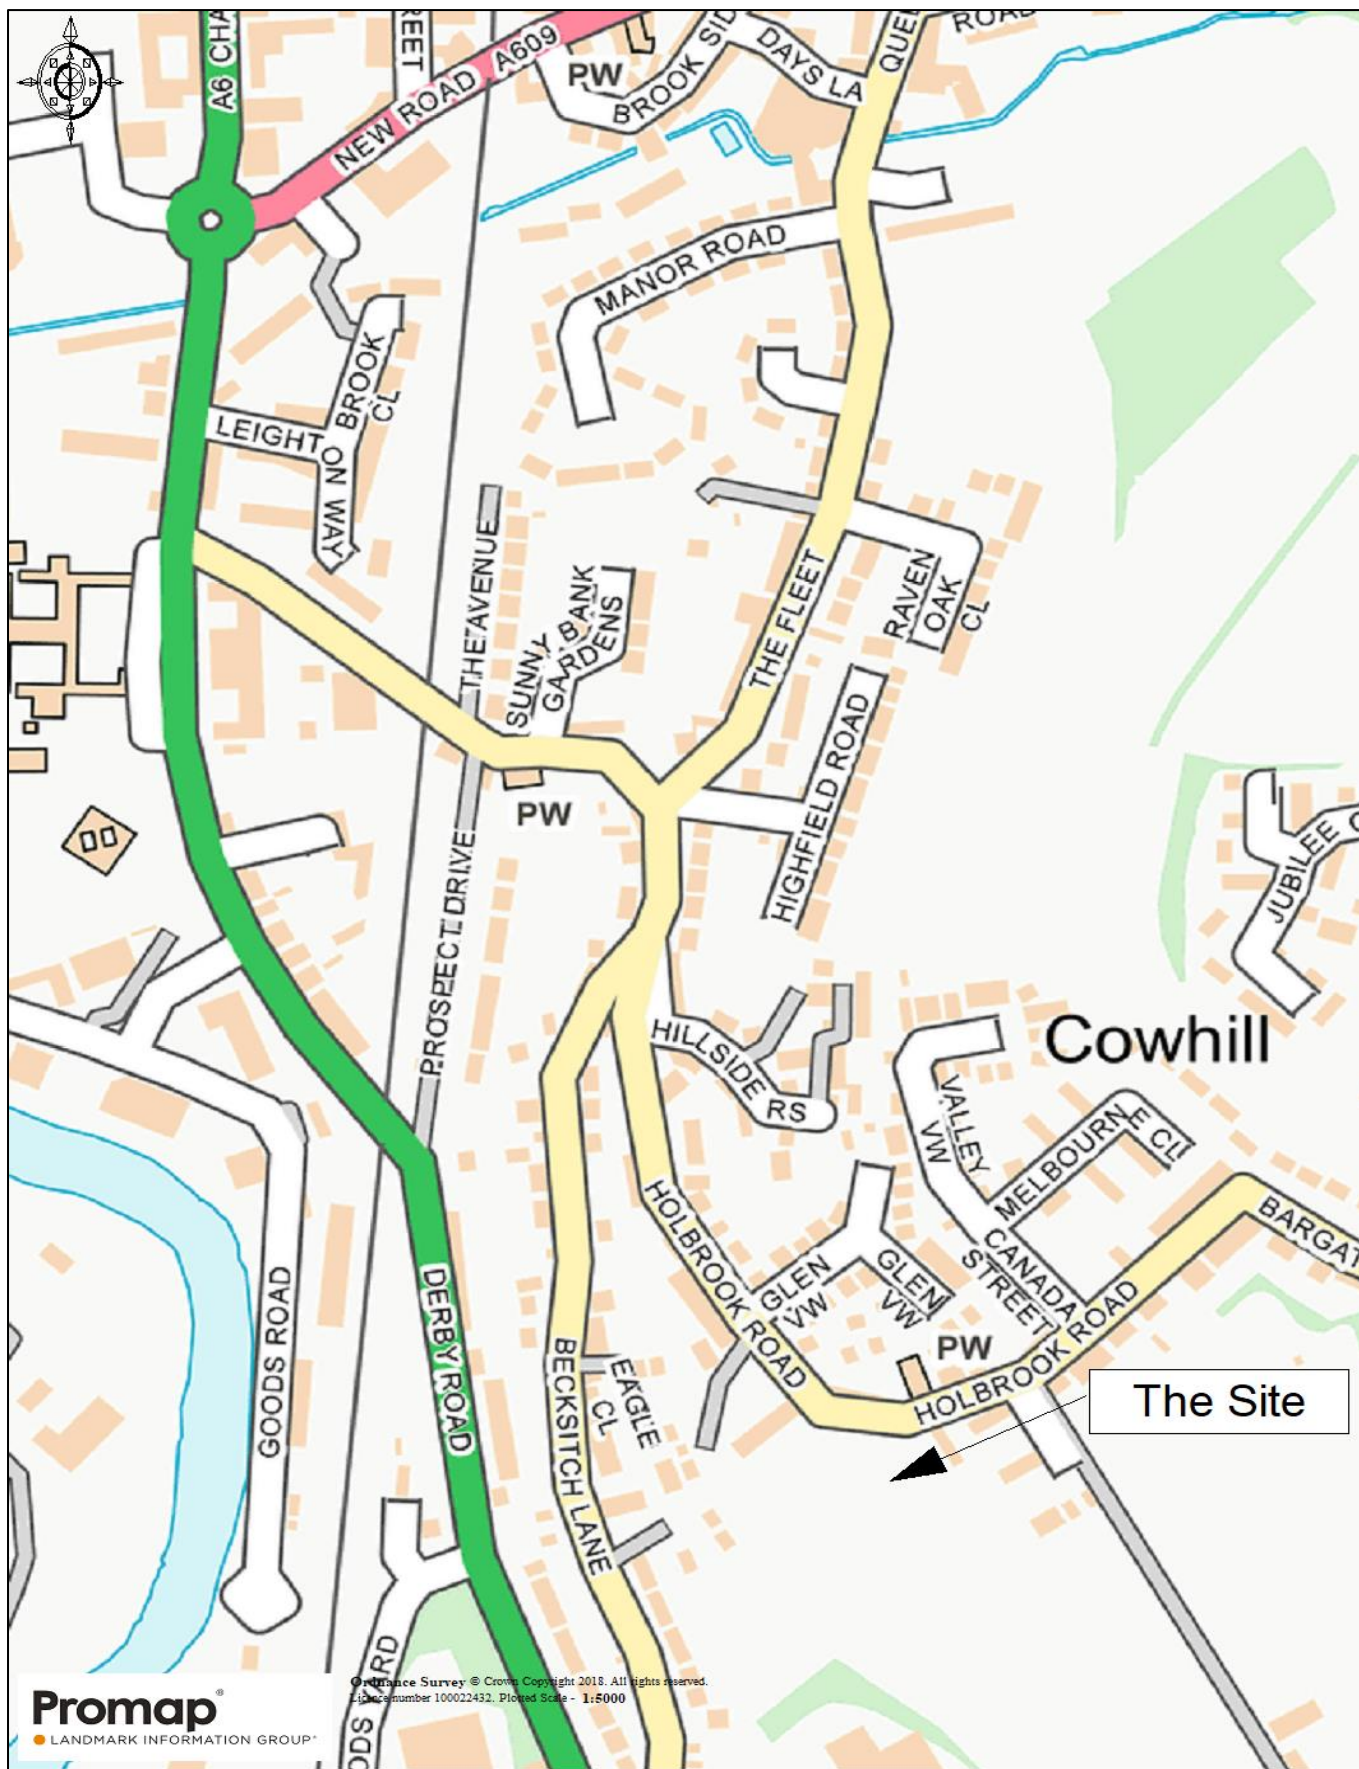 A6 CHA
REET
NEW ROAD A609
PW
BROOK SID
DAYS LA
QUEE
ROAD
MANOR ROAD
BROOK
CL
LEIGHTON WAY
THE AVENUE
SUNNY BANK
GARDENS
THE FLEET
RAVEN
OAK
CL
HIGHFIELD ROAD
PW
PROSPECT DRIVE
JUBILEE C
HILLSIDE RS
Cowhill
VALLEY
VW
MELBOURNE CL
CANADA
STREET
BARGAT
HOLBROOK ROAD
GLEN
VW
GLEN
VW
PW
HOLBROOK ROAD
The Site
GOODS ROAD
DERBY ROAD
BECKSITCH LANE
EAGLE
CL
ODS YARD
Promap®
LANDMARK INFORMATION GROUP®
Ordnance Survey © Crown Copyright 2018. All rights reserved.
Licence number 100022432. Plotted Scale - 1:5000